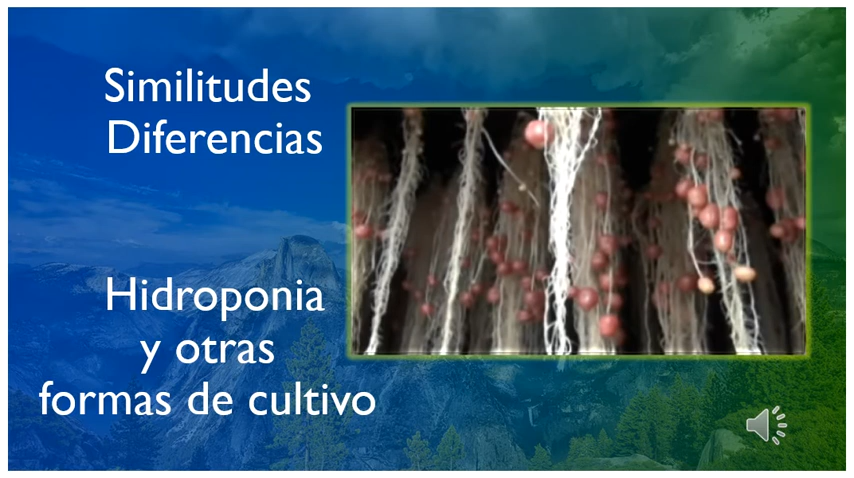 Similitudes
Diferencias
Hidroponia
y otras
formas de cultivo